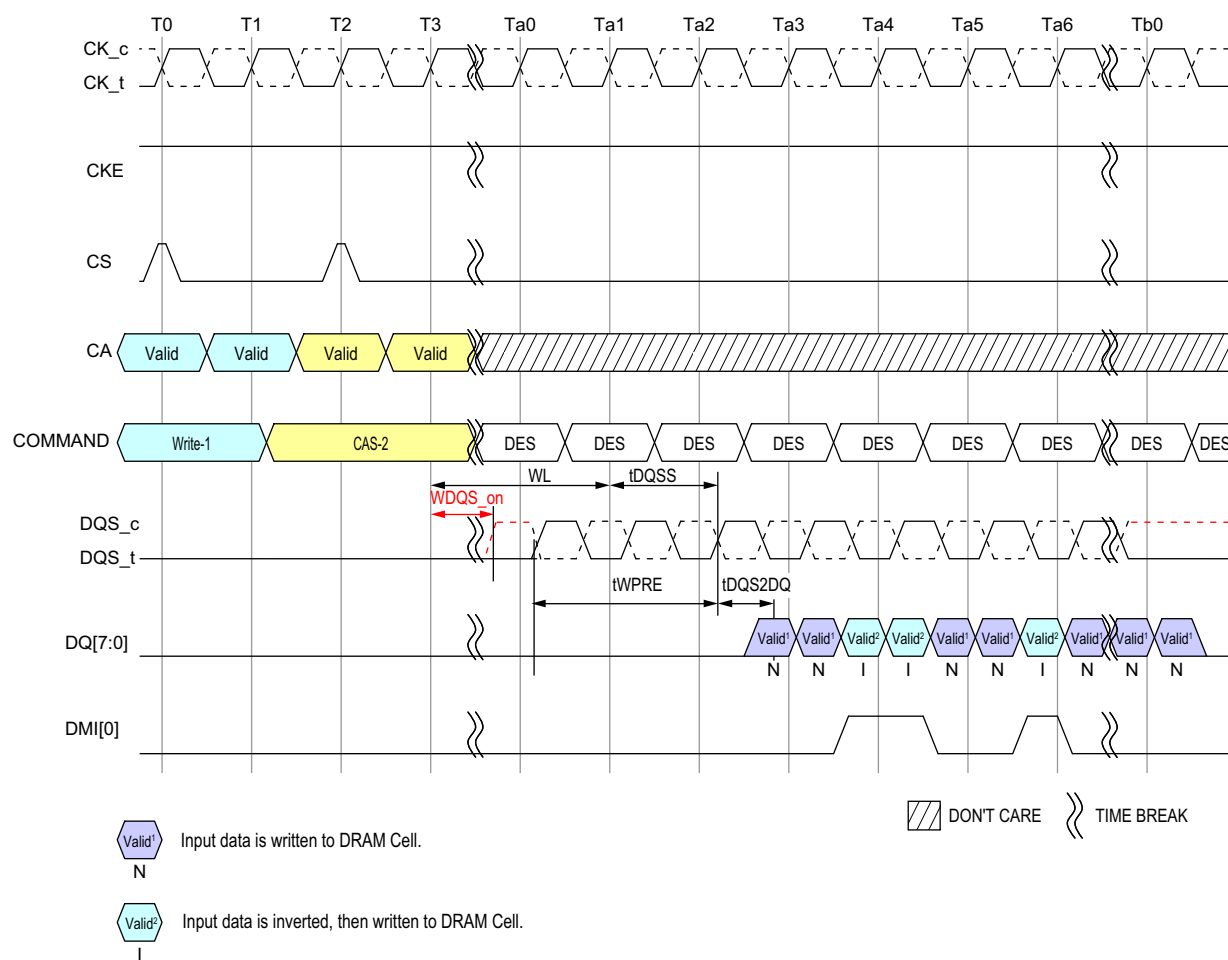 T0 T1 T2 T3 Ta0 Ta1 Ta2 Ta3 Ta4 Ta5 Ta6 Tb0
CK_c
CK_t
CKE
CS
CA Valid Valid Valid Valid
COMMAND Write-1 CAS-2 DES DES DES DES DES DES DES DES DES
WL tDQSS
WDQS_on
DQS_c
DQS_t
tWPRE tDQS2DQ
DQ[7:0] Valid¹ Valid¹ Valid² Valid² Valid¹ Valid¹ Valid² Valid¹ Valid¹ Valid¹
N N I I N N I N N N
DMI[0]
DON'T CARE TIME BREAK
Valid¹ Input data is written to DRAM Cell.
N
Valid² Input data is inverted, then written to DRAM Cell.
I